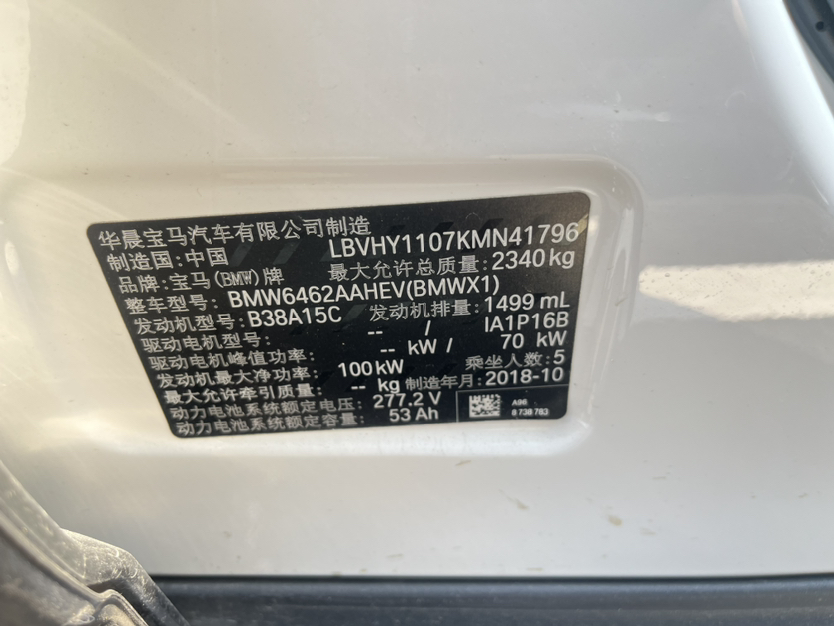 华晨宝马汽车有限公司制造
制造国: 中国 LBVHY1107KMN41796
品牌: 宝马(BMW)牌 最大允许总质量: 2340 kg
整车型号: BMW6462AAHEV(BMWX1)
发动机型号: B38A15C 发动机排量: 1499 mL
驱动电机型号: -- / IA1P16B
驱动电机峰值功率: -- kW / 70 kW
发动机最大净功率: 100 kW 乘坐人数: 5
最大允许牵引质量: -- kg 制造年月: 2018-10
动力电池系统额定电压: 277.2 V
动力电池系统额定容量: 53 Ah
A96
8 738 763